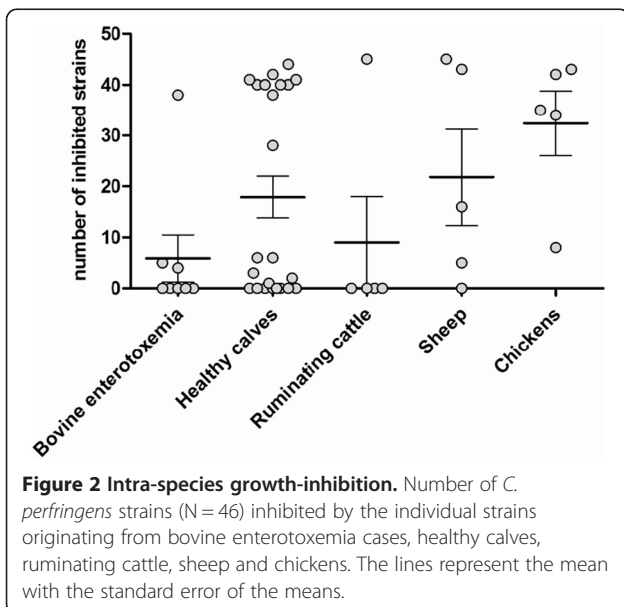 50
40
30
20
10
0
number of inhibited strains
Bovine enterotoxemia
Healthy calves
Ruminating cattle
Sheep
Chickens
Figure 2 Intra-species growth-inhibition. Number of C.
perfringens strains (N = 46) inhibited by the individual strains
originating from bovine enterotoxemia cases, healthy calves,
ruminating cattle, sheep and chickens. The lines represent the mean
with the standard error of the means.